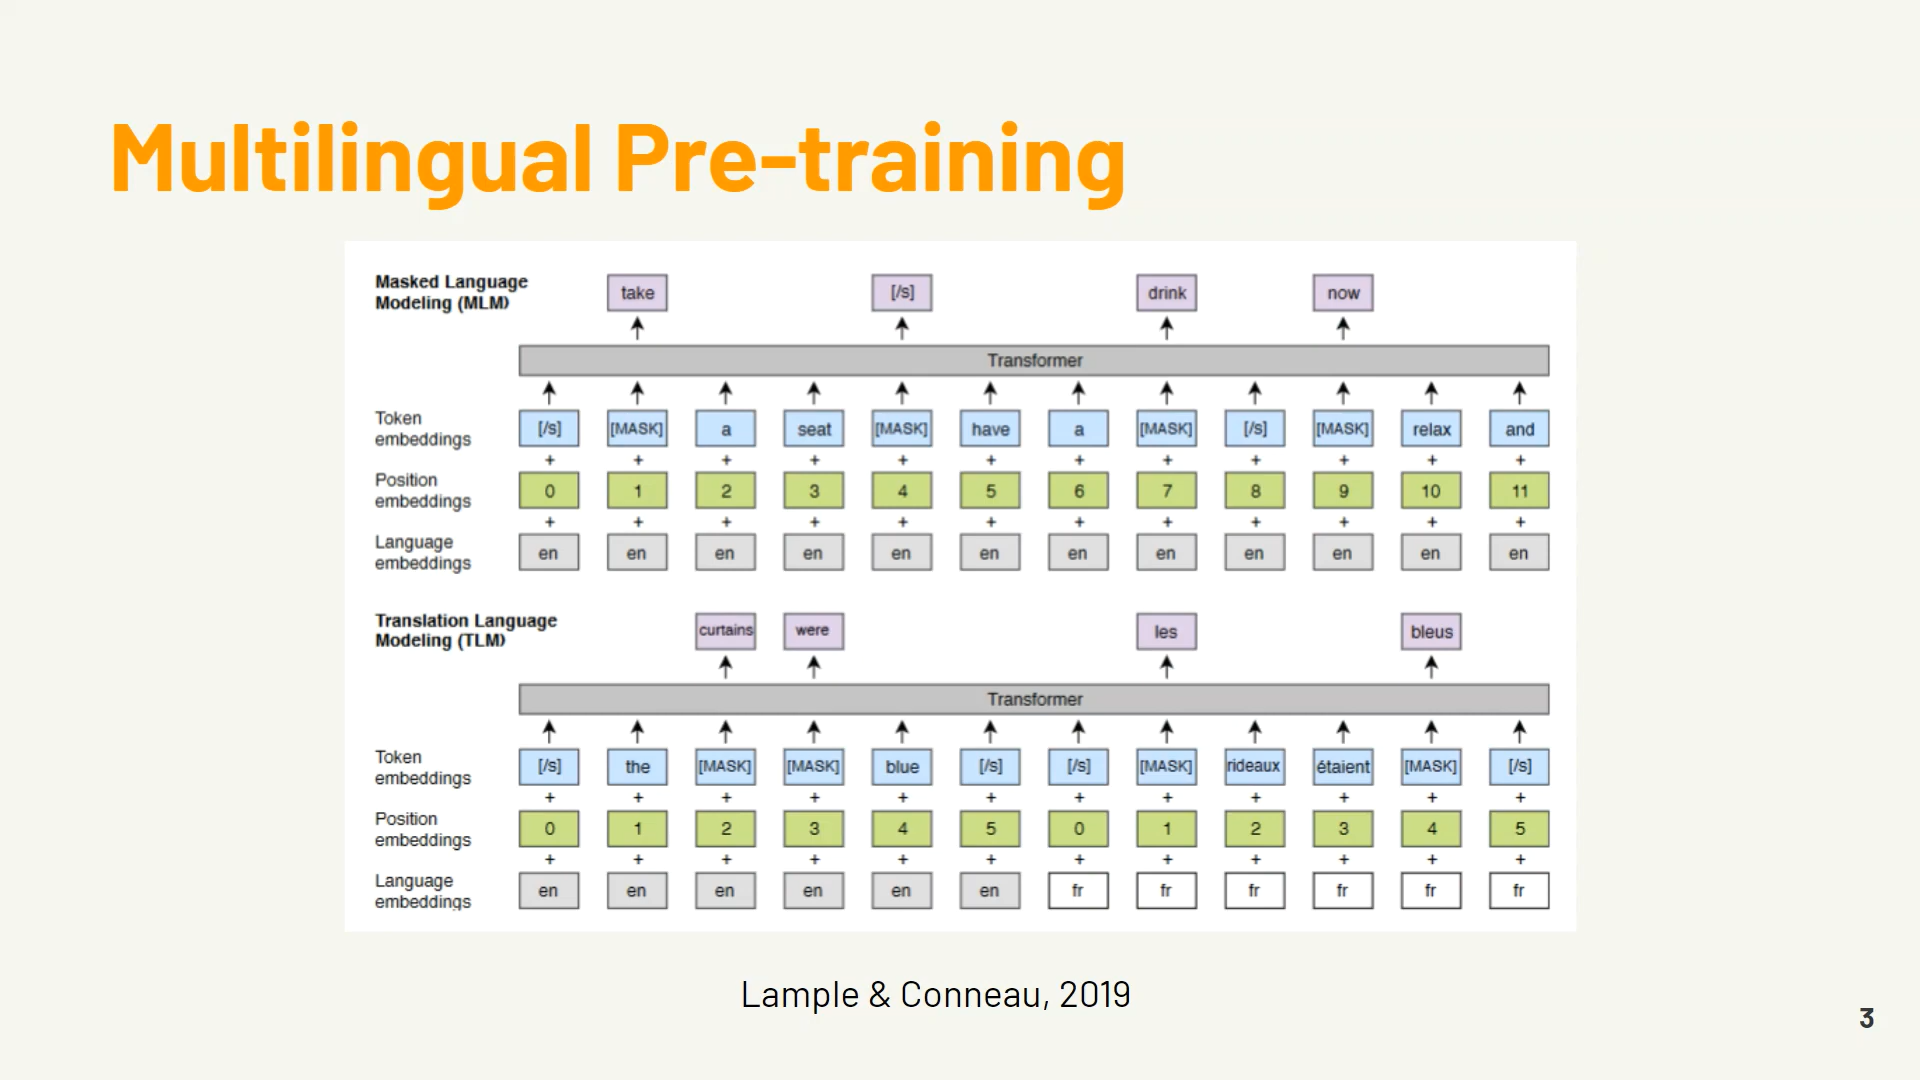 Multilingual Pre-training
Masked Language
Modeling (MLM)
take [/s] drink now
Transformer
Token
embeddings
[/s] [MASK] a seat [MASK] have a [MASK] [/s] [MASK] relax and
+ + + + + + + + + + + +
Position
embeddings
0 1 2 3 4 5 6 7 8 9 10 11
+ + + + + + + + + + + +
Language
embeddings
en en en en en en en en en en en en
Translation Language
Modeling (TLM)
curtains were les bleus
Transformer
Token
embeddings
[/s] the [MASK] [MASK] blue [/s] [/s] [MASK] rideaux étaient [MASK] [/s]
+ + + + + + + + + + + +
Position
embeddings
0 1 2 3 4 5 0 1 2 3 4 5
+ + + + + + + + + + + +
Language
embeddings
en en en en en en fr fr fr fr fr fr
Lample & Conneau, 2019
3